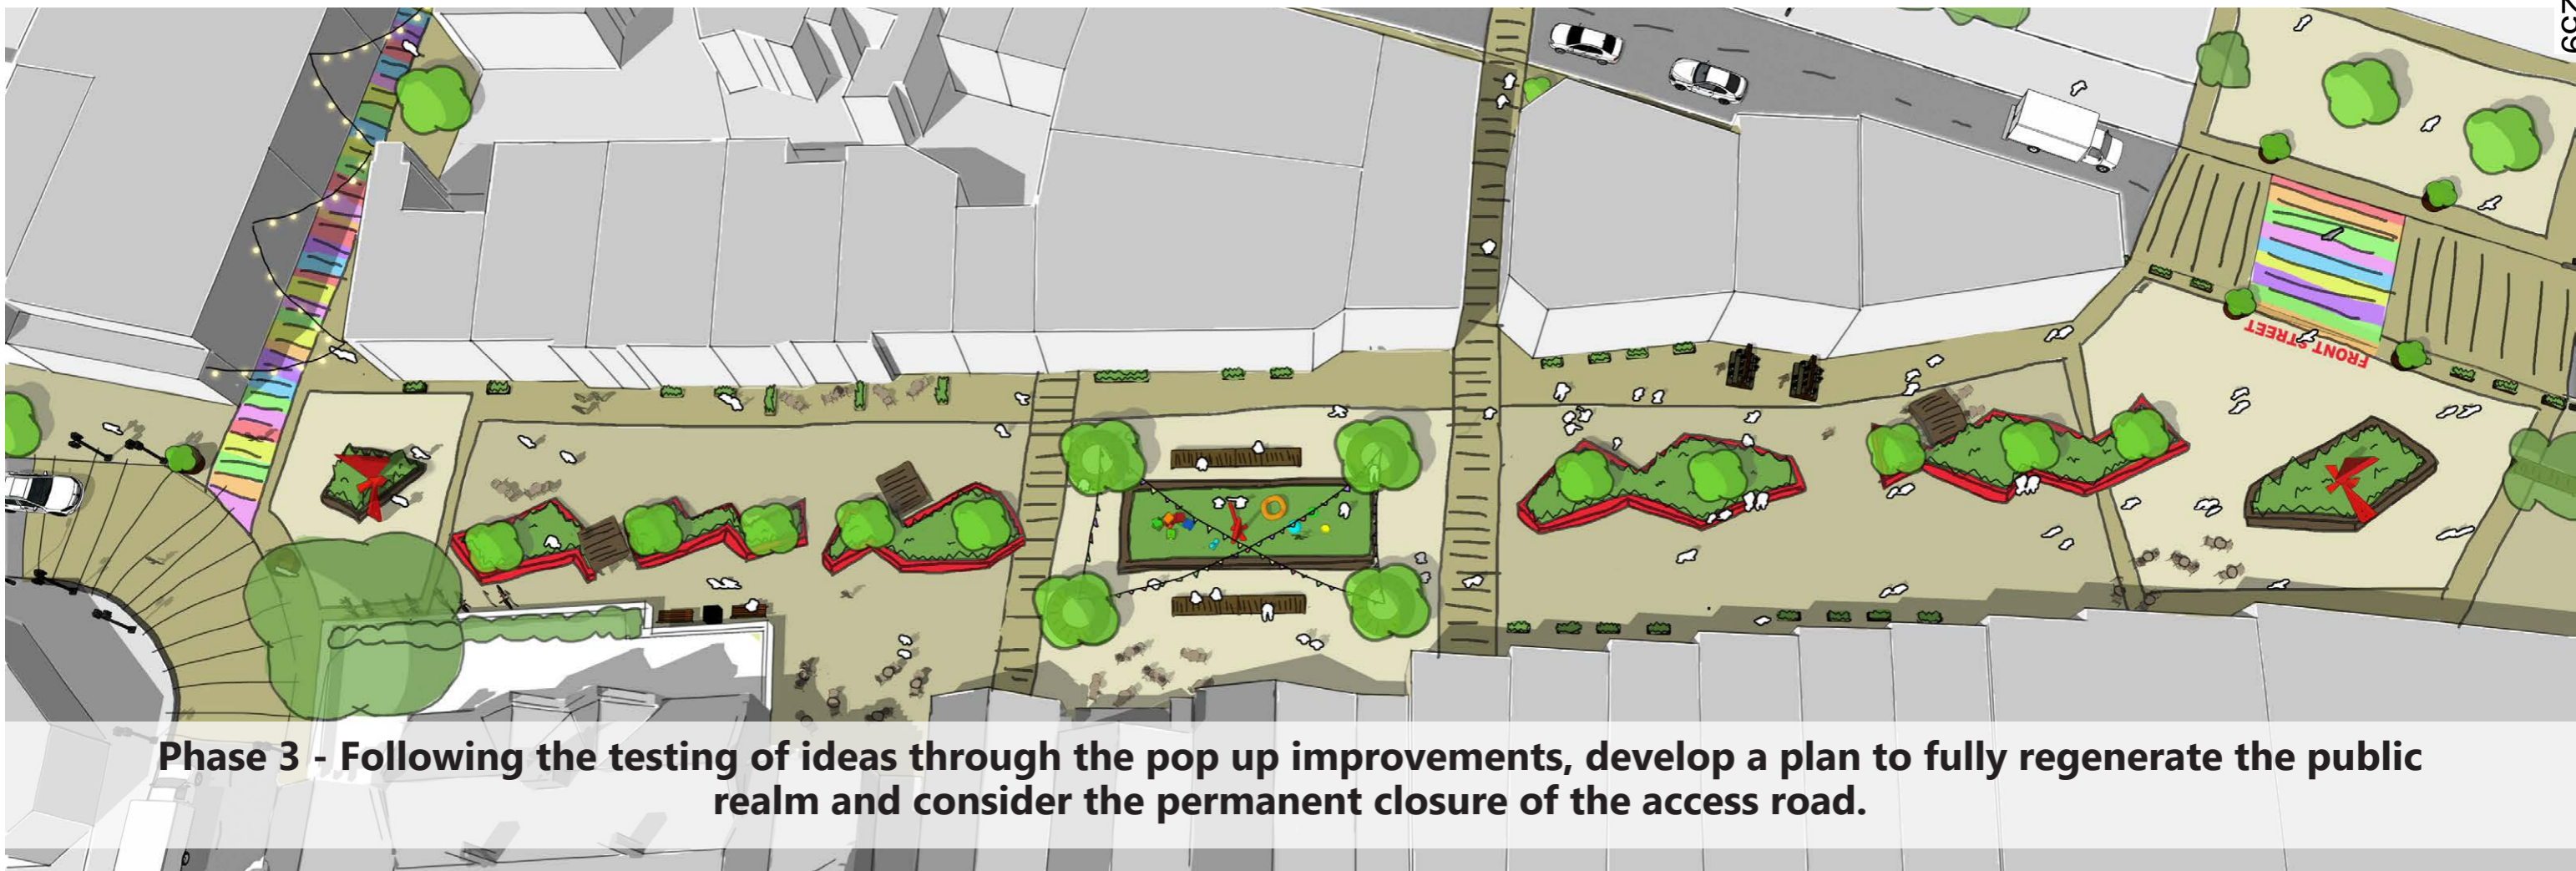 259
FRONT STREET
Phase 3 - Following the testing of ideas through the pop up improvements, develop a plan to fully regenerate the public
realm and consider the permanent closure of the access road.